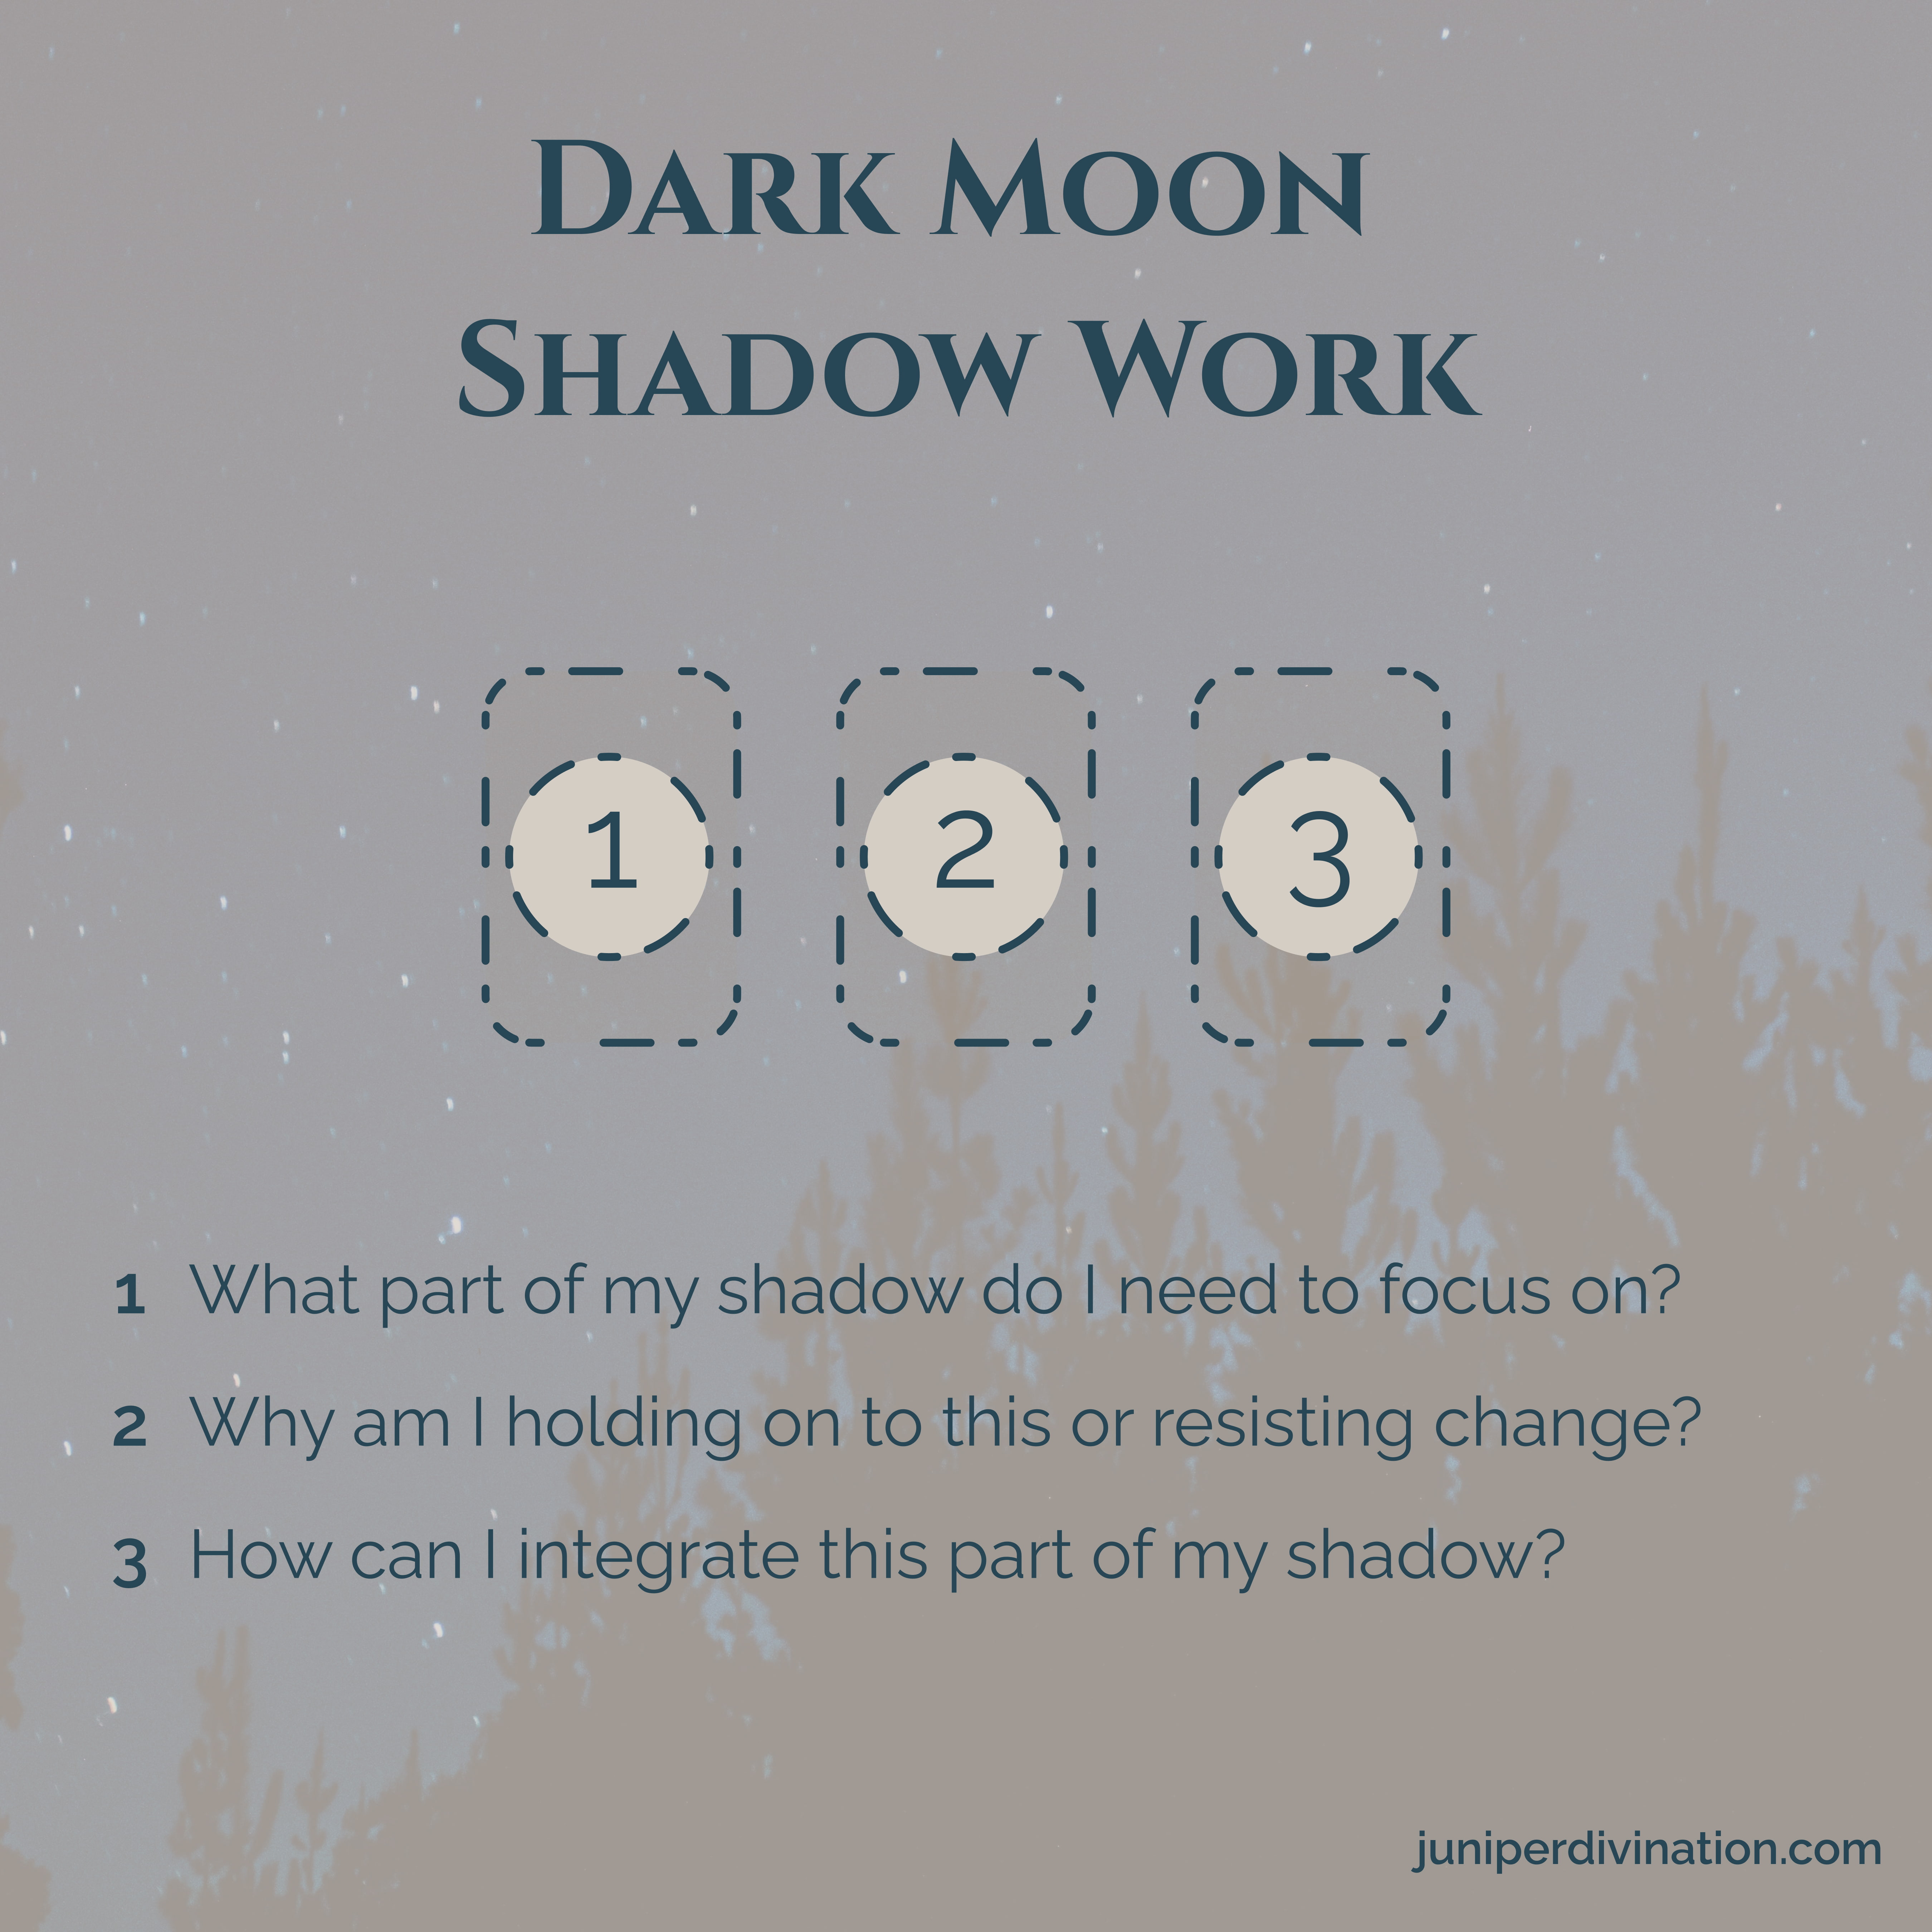 Dark Moon
Shadow Work
1 2 3
1 What part of my shadow do I need to focus on?
2 Why am I holding on to this or resisting change?
3 How can I integrate this part of my shadow?
juniperdivination.com